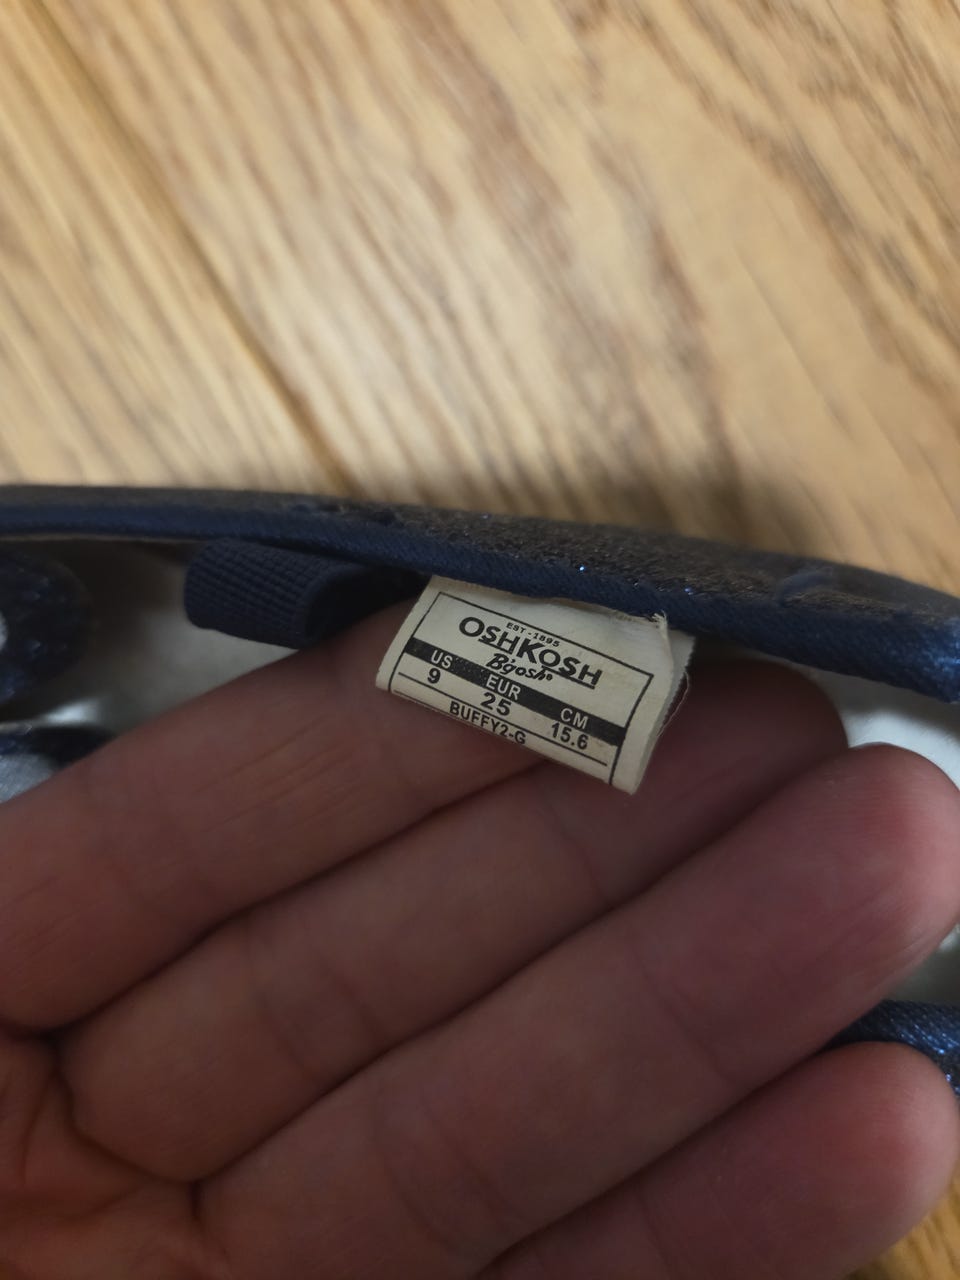 EST - 1895
OSHKOSH
B'gosh®
US EUR CM
9 25 15.6
BUFFY2-G